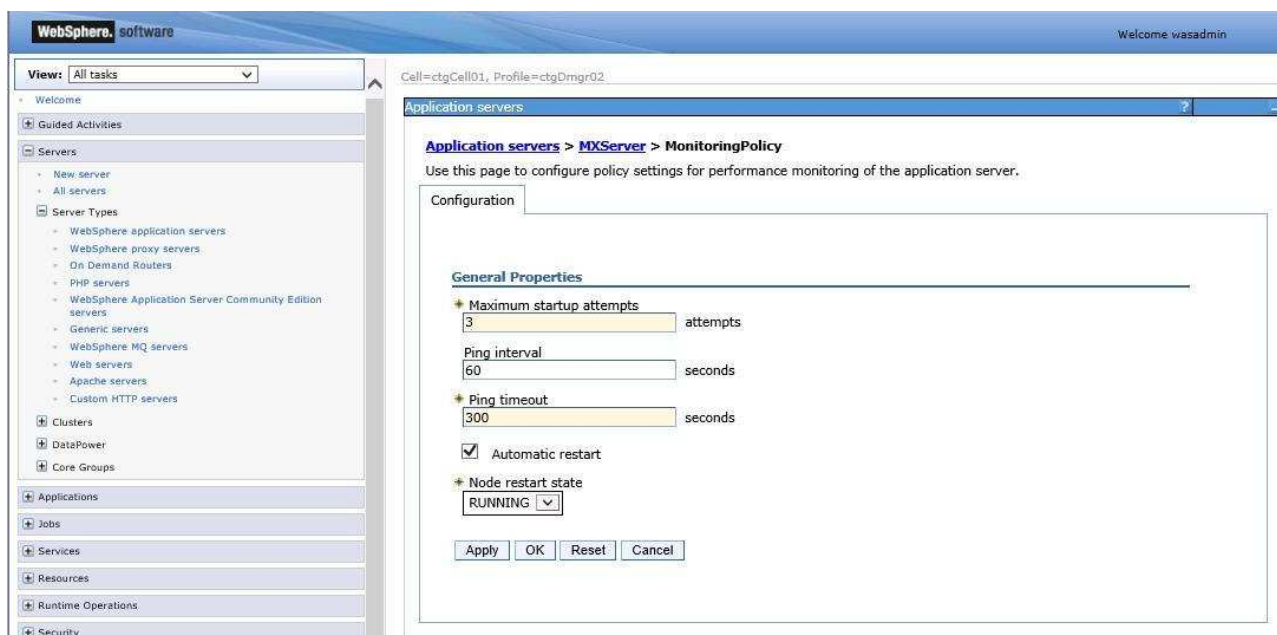 WebSphere. software
Welcome wasadmin
View: All tasks
Welcome
Guided Activities
Servers
New server
All servers
Server Types
WebSphere application servers
WebSphere proxy servers
On Demand Routers
PHP servers
WebSphere Application Server Community Edition
servers
Generic servers
WebSphere MQ servers
Web servers
Apache servers
Custom HTTP servers
Clusters
DataPower
Core Groups
Applications
Jobs
Services
Resources
Runtime Operations
Security
Cell=ctgCell01, Profile=ctgDmgr02
Application servers ?
Application servers > MXServer > MonitoringPolicy
Use this page to configure policy settings for performance monitoring of the application server.
Configuration
General Properties
Maximum startup attempts
3 attempts
Ping interval
60 seconds
Ping timeout
300 seconds
Automatic restart
Node restart state
RUNNING
Apply OK Reset Cancel